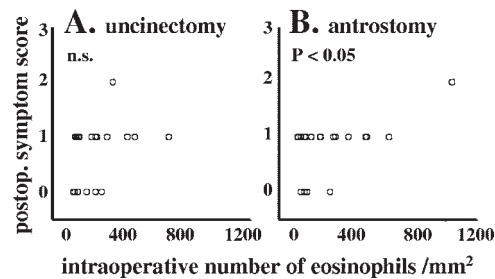 A. uncinectomy
n.s.
B. antrostomy
P < 0.05
postop. symptom score
3
2
1
0
3
2
1
0
0 400 800 1200
0 400 800 1200
intraoperative number of eosinophils /mm²